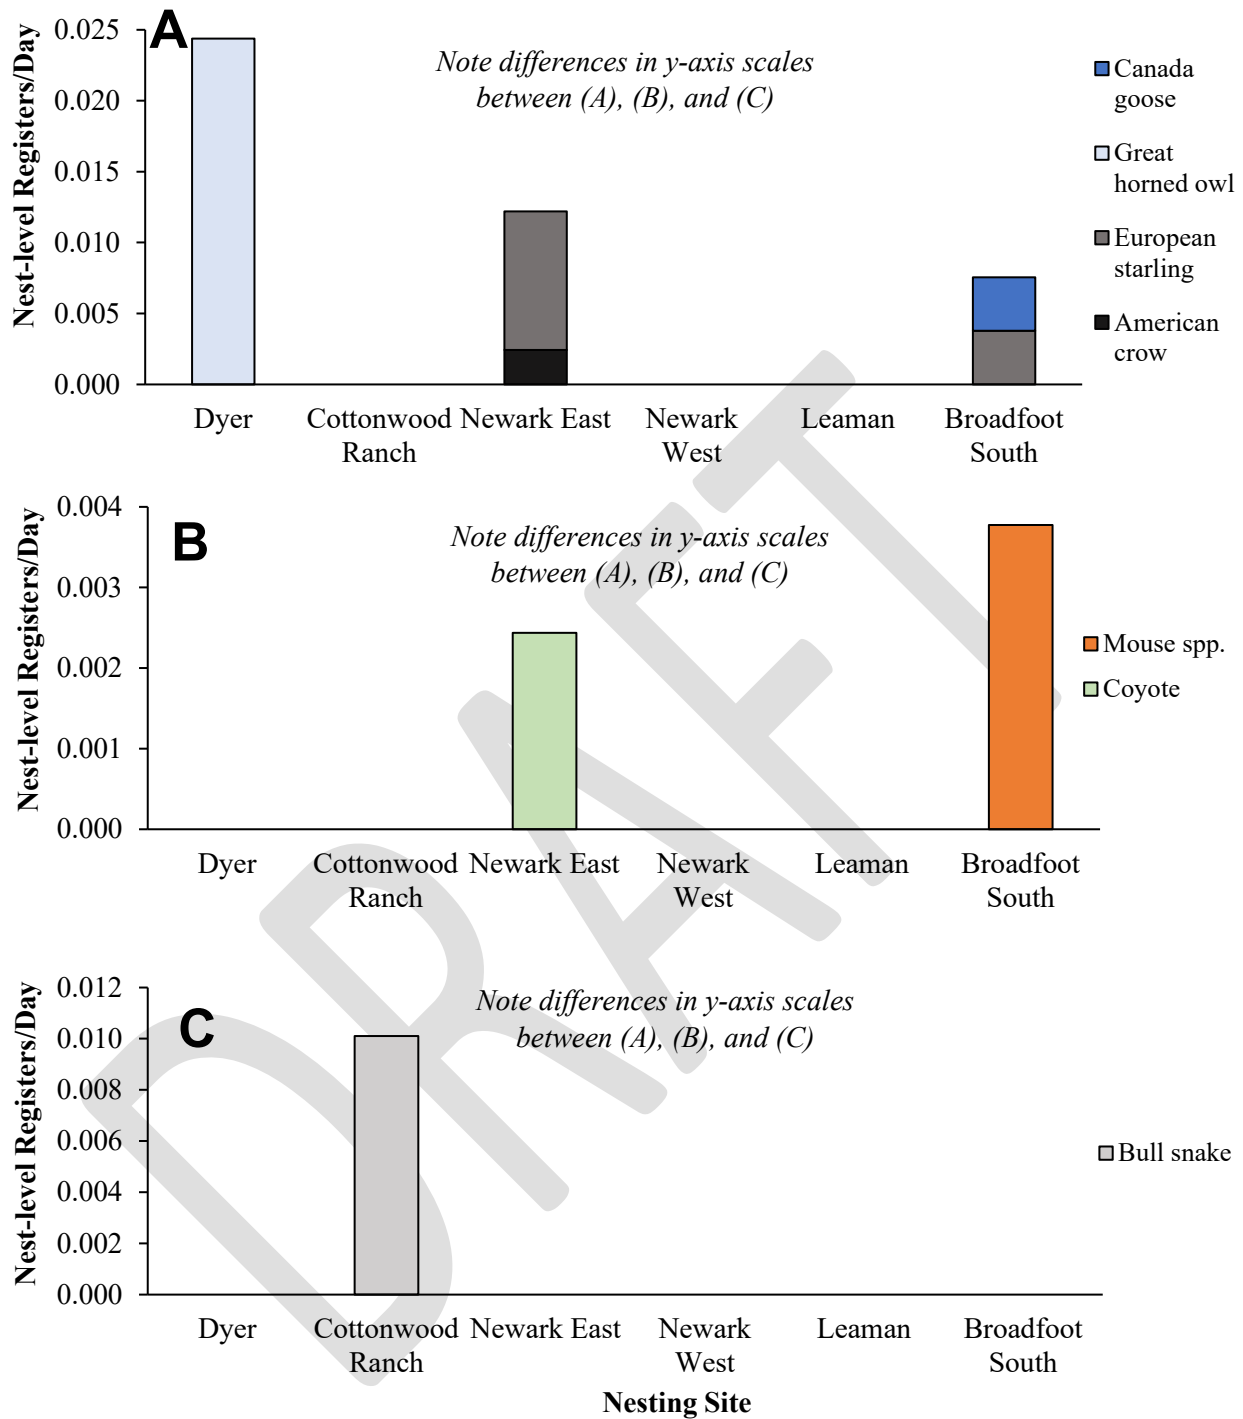 A
Nest-level Registers/Day
0.025
0.020
0.015
0.010
0.005
0.000
Note differences in y-axis scales
between (A), (B), and (C)
Canada
goose
Great
horned owl
European
starling
American
crow
Dyer
Cottonwood
Ranch
Newark East
Newark
West
Leaman
Broadfoot
South
B
Nest-level Registers/Day
0.004
0.003
0.002
0.001
0.000
Note differences in y-axis scales
between (A), (B), and (C)
Mouse spp.
Coyote
Dyer
Cottonwood
Ranch
Newark East
Newark
West
Leaman
Broadfoot
South
C
Nest-level Registers/Day
0.012
0.010
0.008
0.006
0.004
0.002
0.000
Note differences in y-axis scales
between (A), (B), and (C)
Bull snake
Dyer
Cottonwood
Ranch
Newark East
Newark
West
Leaman
Broadfoot
South
Nesting Site
DRAFT